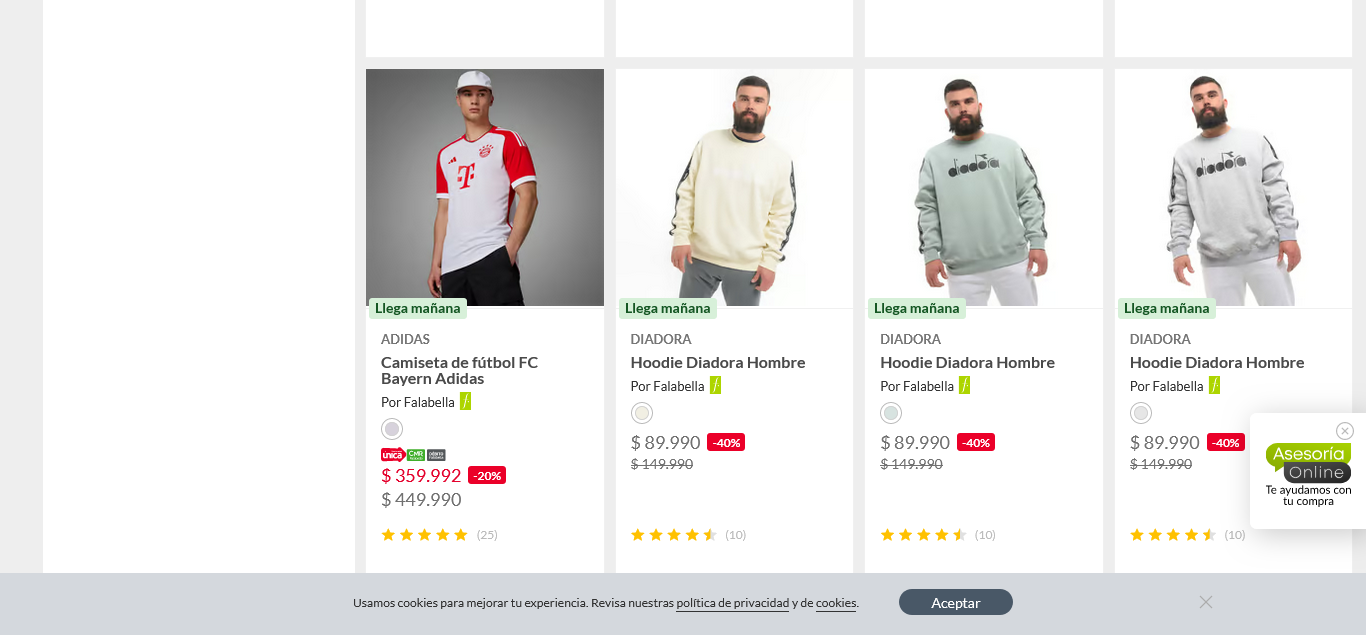 T
diadora
diadora
Llega mañana
ADIDAS
Camiseta de fútbol FC
Bayern Adidas
Por Falabella
única
CMR
$ 359.992 -20%
$ 449.990
(25)
Llega mañana
DIADORA
Hoodie Diadora Hombre
Por Falabella
$ 89.990 -40%
$ 149.990
(10)
Llega mañana
DIADORA
Hoodie Diadora Hombre
Por Falabella
$ 89.990 -40%
$ 149.990
(10)
Llega mañana
DIADORA
Hoodie Diadora Hombre
Por Falabella
$ 89.990 -40%
$ 149.990
(10)
Asesoría
Online
Te ayudamos con
tu compra
Usamos cookies para mejorar tu experiencia. Revisa nuestras política de privacidad y de cookies.
Aceptar